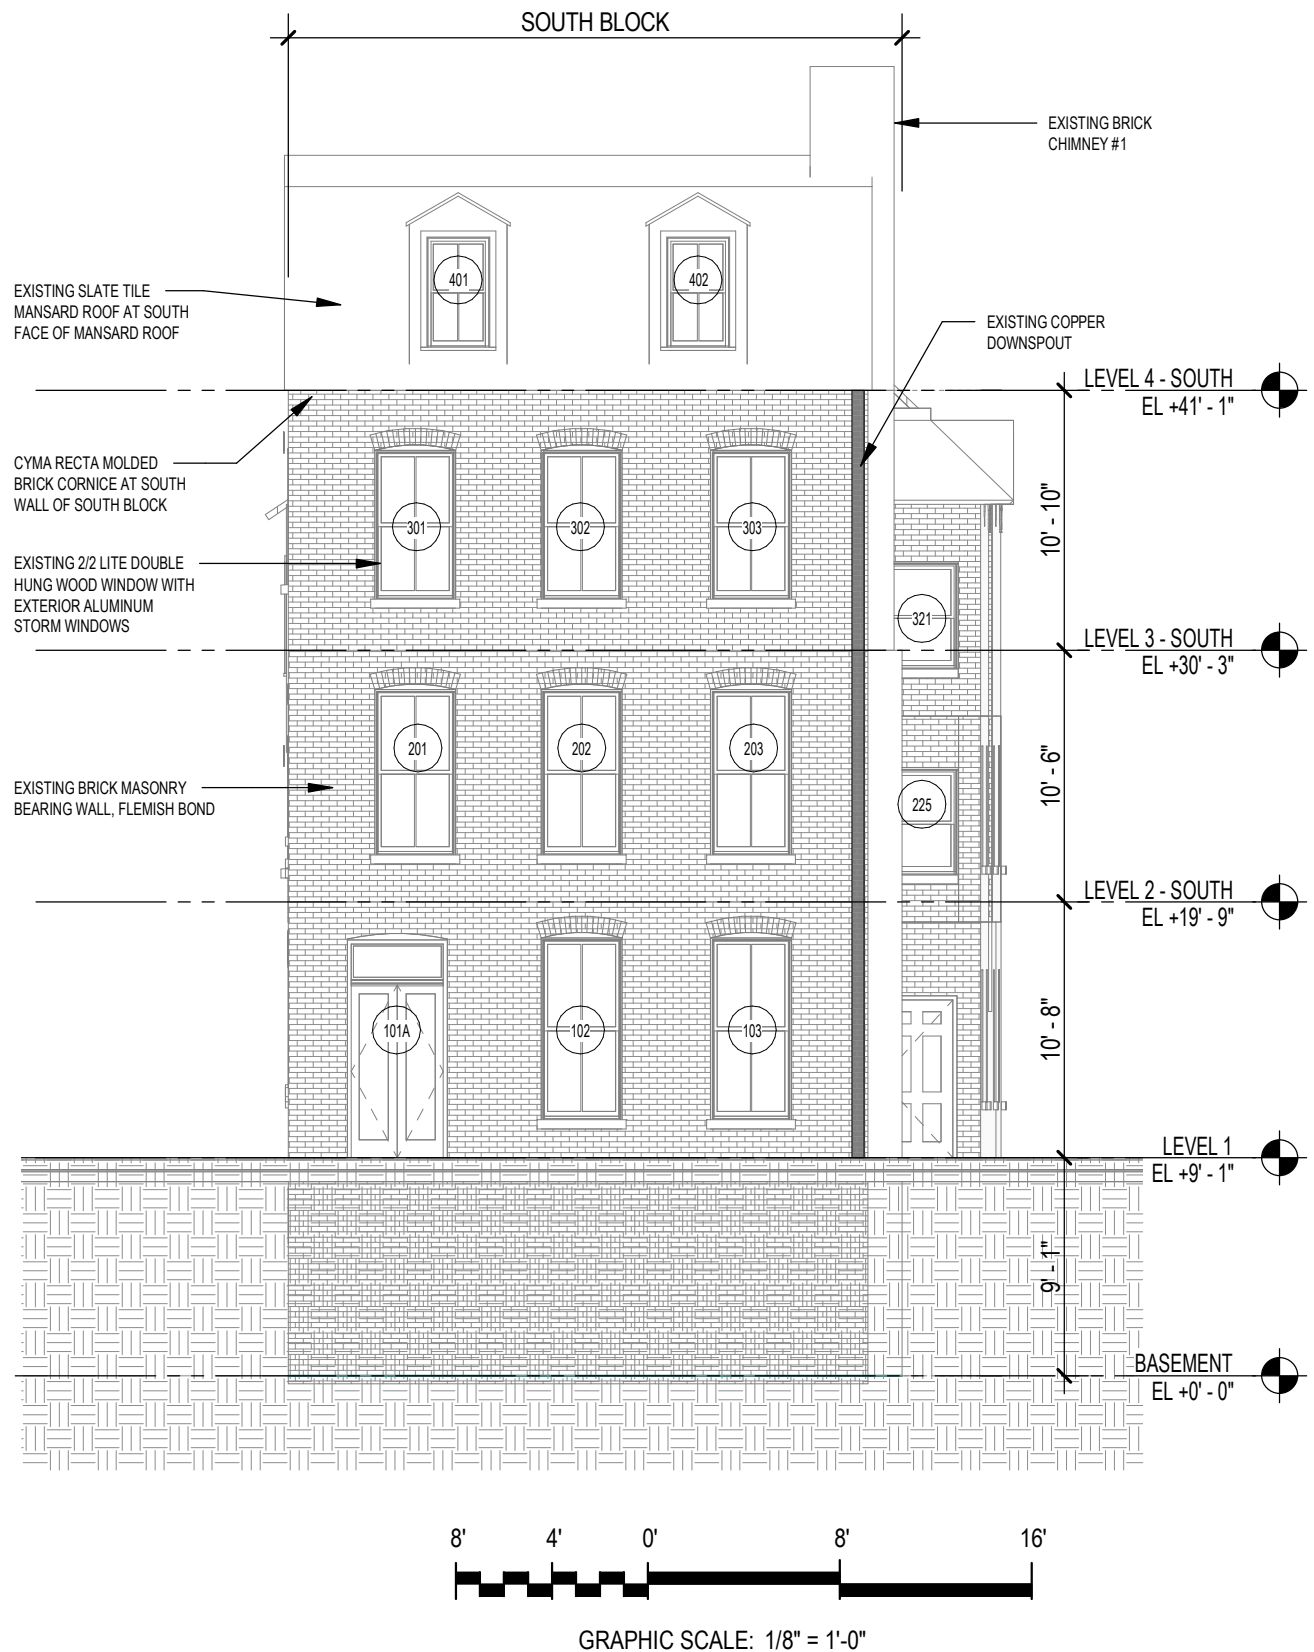 SOUTH BLOCK
EXISTING BRICK
CHIMNEY #1
401
402
EXISTING SLATE TILE
MANSARD ROOF AT SOUTH
FACE OF MANSARD ROOF
EXISTING COPPER
DOWNSPOUT
LEVEL 4 - SOUTH
EL +41' - 1"
CYMA RECTA MOLDED
BRICK CORNICE AT SOUTH
WALL OF SOUTH BLOCK
10' - 10"
301
302
303
EXISTING 2/2 LITE DOUBLE
HUNG WOOD WINDOW WITH
EXTERIOR ALUMINUM
STORM WINDOWS
321
LEVEL 3 - SOUTH
EL +30' - 3"
201
202
203
10' - 6"
EXISTING BRICK MASONRY
BEARING WALL, FLEMISH BOND
225
LEVEL 2 - SOUTH
EL +19' - 9"
101A
102
103
10' - 8"
LEVEL 1
EL +9' - 1"
9' - 1"
BASEMENT
EL +0' - 0"
8' 4' 0' 8' 16'
GRAPHIC SCALE: 1/8" = 1'-0"